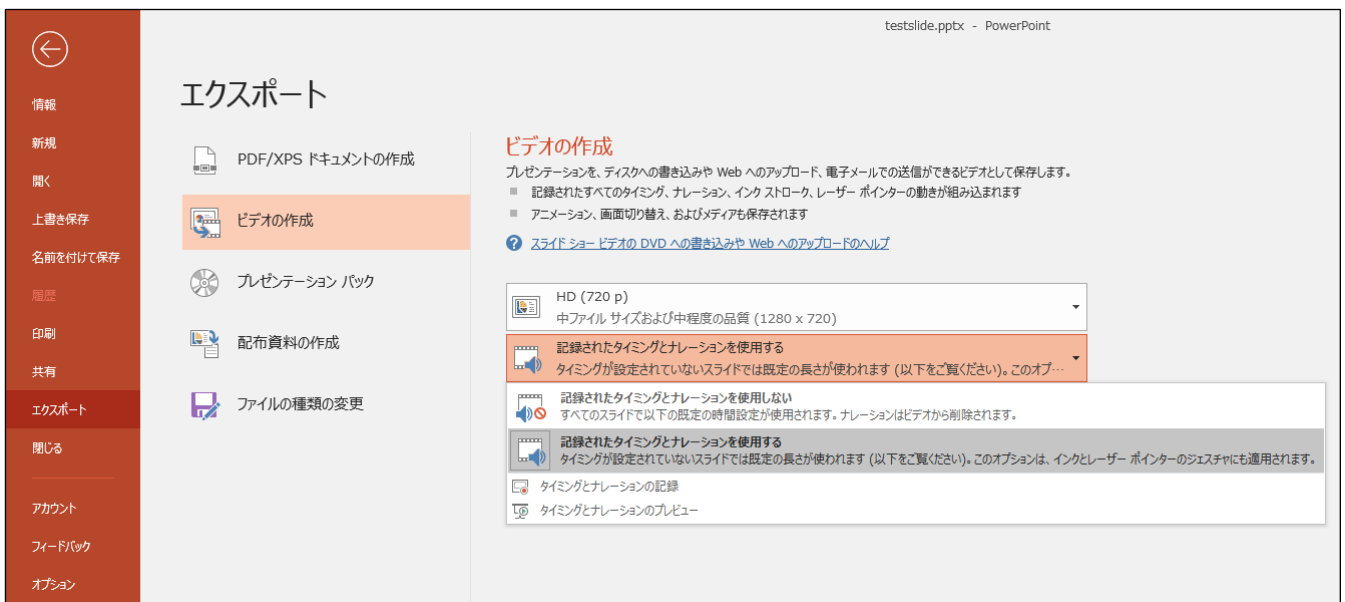 testslide.pptx - PowerPoint
情報
新規
開く
上書き保存
名前を付けて保存
履歴
印刷
共有
エクスポート
閉じる
アカウント
フィードバック
オプション
エクスポート
PDF/XPS ドキュメントの作成
ビデオの作成
プレゼンテーション パック
配布資料の作成
ファイルの種類の変更
ビデオの作成
プレゼンテーションを、ディスクへの書き込みや Web へのアップロード、電子メールでの送信ができるビデオとして保存します。
記録されたすべてのタイミング、ナレーション、インク ストローク、レーザー ポインターの動きが組み込まれます
アニメーション、画面切り替え、およびメディアも保存されます
スライド ショー ビデオの DVD への書き込みや Web へのアップロードのヘルプ
HD (720 p)
中ファイル サイズおよび中程度の品質 (1280 x 720)
記録されたタイミングとナレーションを使用する
タイミングが設定されていないスライドでは既定の長さが使われます (以下をご覧ください)。このオプ…
記録されたタイミングとナレーションを使用しない
すべてのスライドで以下の既定の時間設定が使用されます。ナレーションはビデオから削除されます。
記録されたタイミングとナレーションを使用する
タイミングが設定されていないスライドでは既定の長さが使われます (以下をご覧ください)。このオプションは、インクとレーザー ポインターのジェスチャにも適用されます。
タイミングとナレーションの記録
タイミングとナレーションのプレビュー